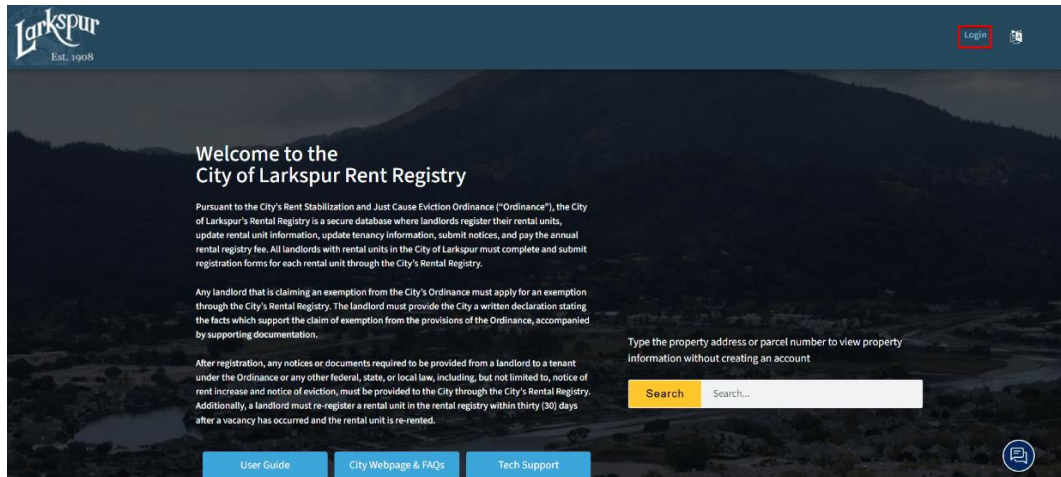 Larkspur
Est. 1908
Login
Welcome to the
City of Larkspur Rent Registry
Pursuant to the City's Rent Stabilization and Just Cause Eviction Ordinance ("Ordinance"), the City
of Larkspur's Rental Registry is a secure database where landlords register their rental units,
update rental unit information, update tenancy information, submit notices, and pay the annual
rental registry fee. All landlords with rental units in the City of Larkspur must complete and submit
registration forms for each rental unit through the City's Rental Registry.
Any landlord that is claiming an exemption from the City's Ordinance must apply for an exemption
through the City's Rental Registry. The landlord must provide the City a written declaration stating
the facts which support the claim of exemption from the provisions of the Ordinance, accompanied
by supporting documentation.
After registration, any notices or documents required to be provided from a landlord to a tenant
under the Ordinance or any other federal, state, or local law, including, but not limited to, notice of
rent increase and notice of eviction, must be provided to the City through the City's Rental Registry.
Additionally, a landlord must re-register a rental unit in the rental registry within thirty (30) days
after a vacancy has occurred and the rental unit is re-rented.
Type the property address or parcel number to view property
information without creating an account
Search Search...
User Guide City Webpage & FAQs Tech Support